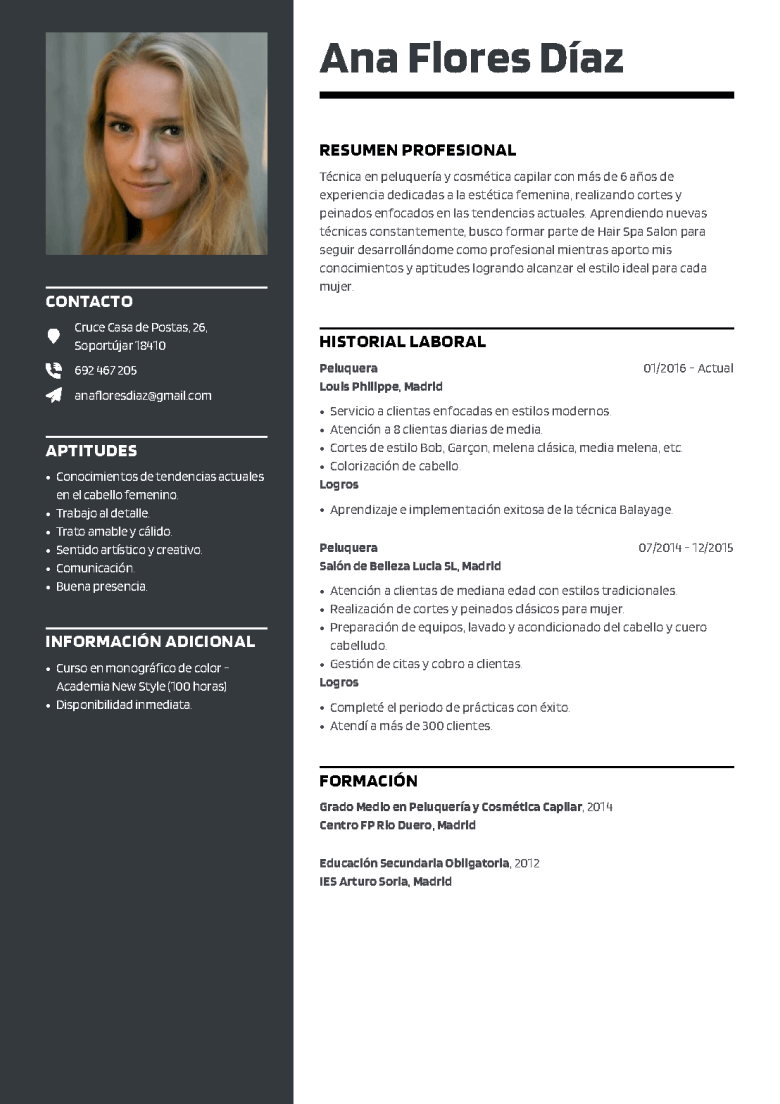 Ana Flores Díaz
CONTACTO
Cruce Casa de Postas, 26,
Soportújar 18410
692 467 205
anafloresdiaz@gmail.com
APTITUDES
• Conocimientos de tendencias actuales
en el cabello femenino.
• Trabajo al detalle.
• Trato amable y cálido.
• Sentido artístico y creativo.
• Comunicación.
• Buena presencia.
INFORMACIÓN ADICIONAL
• Curso en monográfico de color –
Academia New Style (100 horas)
• Disponibilidad inmediata.
RESUMEN PROFESIONAL
Técnica en peluquería y cosmética capilar con más de 6 años de
experiencia dedicadas a la estética femenina, realizando cortes y
peinados enfocados en las tendencias actuales. Aprendiendo nuevas
técnicas constantemente, busco formar parte de Hair Spa Salon para
seguir desarrollándome como profesional mientras aporto mis
conocimientos y aptitudes logrando alcanzar el estilo ideal para cada
mujer.
HISTORIAL LABORAL
Peluquera 01/2016 - Actual
Louis Philippe, Madrid
• Servicio a clientas enfocadas en estilos modernos.
• Atención a 8 clientas diarias de media.
• Cortes de estilo Bob, Garçon, melena clásica, media melena, etc.
• Colorización de cabello.
Logros
• Aprendizaje e implementación exitosa de la técnica Balayage.
Peluquera 07/2014 - 12/2015
Salón de Belleza Lucia SL, Madrid
• Atención a clientas de mediana edad con estilos tradicionales.
• Realización de cortes y peinados clásicos para mujer.
• Preparación de equipos, lavado y acondicionado del cabello y cuero
cabelludo.
• Gestión de citas y cobro a clientas.
Logros
• Completé el periodo de prácticas con éxito.
• Atendí a más de 300 clientes.
FORMACIÓN
Grado Medio en Peluquería y Cosmética Capilar, 2014
Centro FP Rio Duero, Madrid
Educación Secundaria Obligatoria, 2012
IES Arturo Soria, Madrid